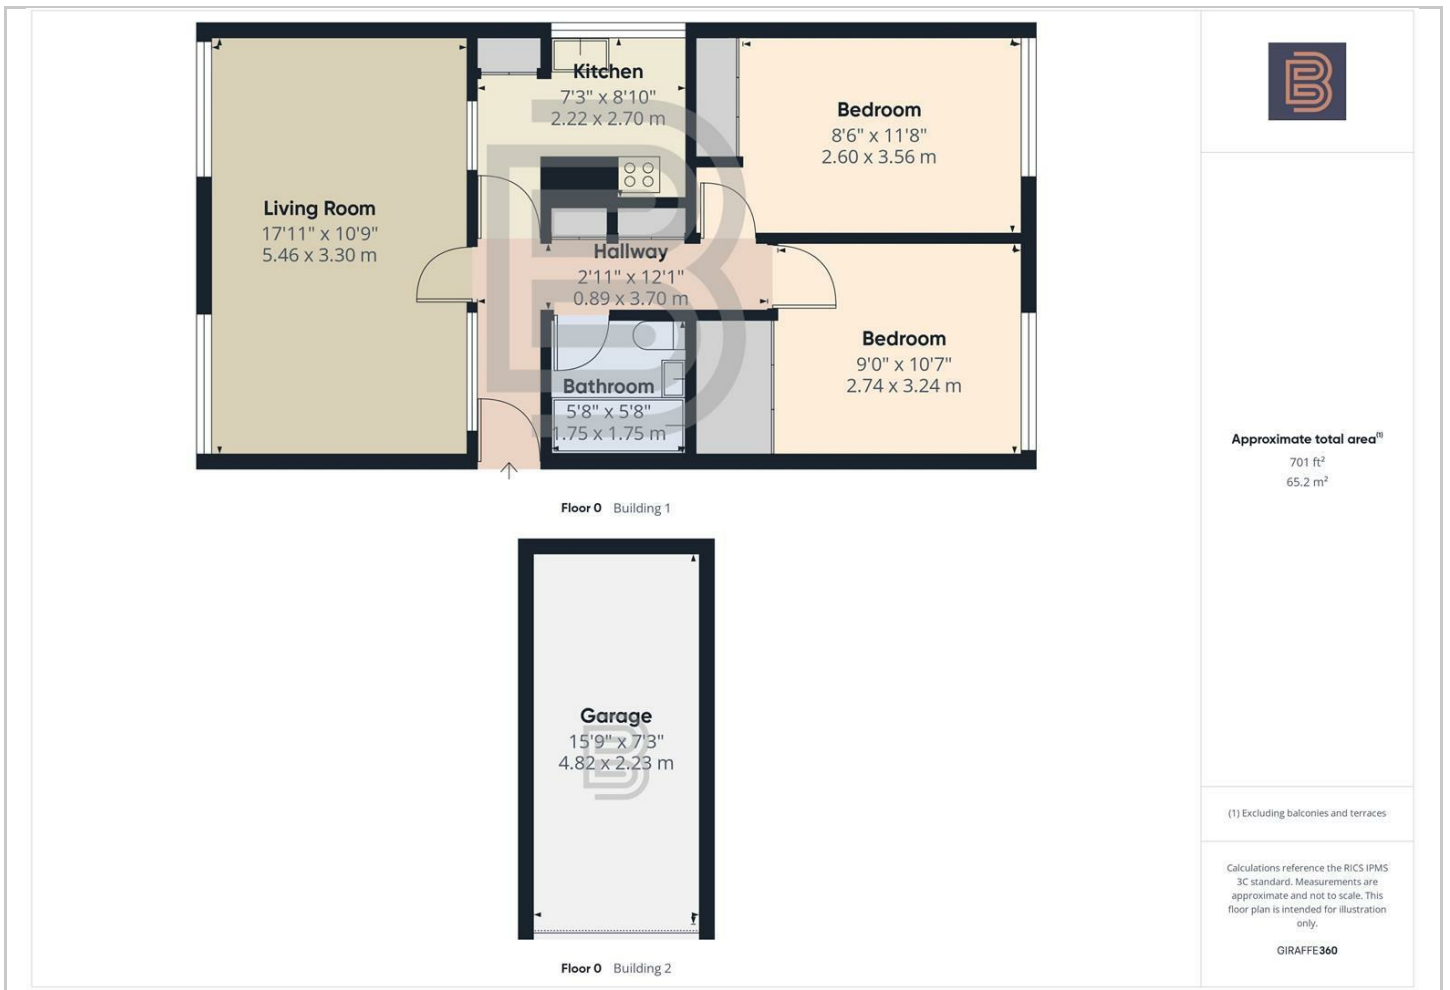 Kitchen
7'3" x 8'10"
2.22 x 2.70 m
Bedroom
8'6" x 11'8"
2.60 x 3.56 m
Living Room
17'11" x 10'9"
5.46 x 3.30 m
Hallway
2'11" x 12'1"
0.89 x 3.70 m
Bedroom
9'0" x 10'7"
2.74 x 3.24 m
Bathroom
5'8" x 5'8"
1.75 x 1.75 m
Floor 0 Building 1
Garage
15'9" x 7'3"
4.82 x 2.23 m
Floor 0 Building 2
Approximate total area(1)
701 ft²
65.2 m²
(1) Excluding balconies and terraces
Calculations reference the RICS IPMS
3C standard. Measurements are
approximate and not to scale. This
floor plan is intended for illustration
only.
GIRAFFE360